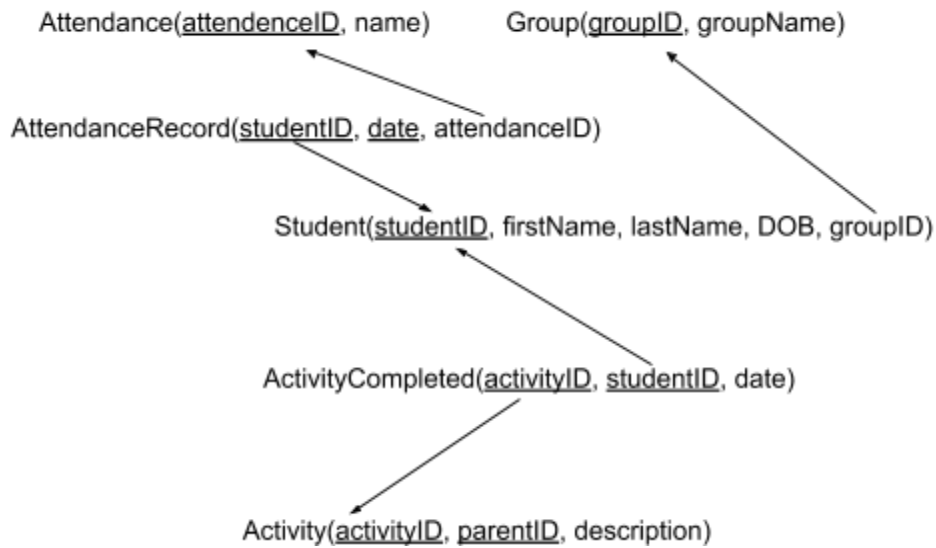 Attendance(attendenceID, name) Group(groupID, groupName)
AttendanceRecord(studentID, date, attendanceID)
Student(studentID, firstName, lastName, DOB, groupID)
ActivityCompleted(activityID, studentID, date)
Activity(activityID, parentID, description)